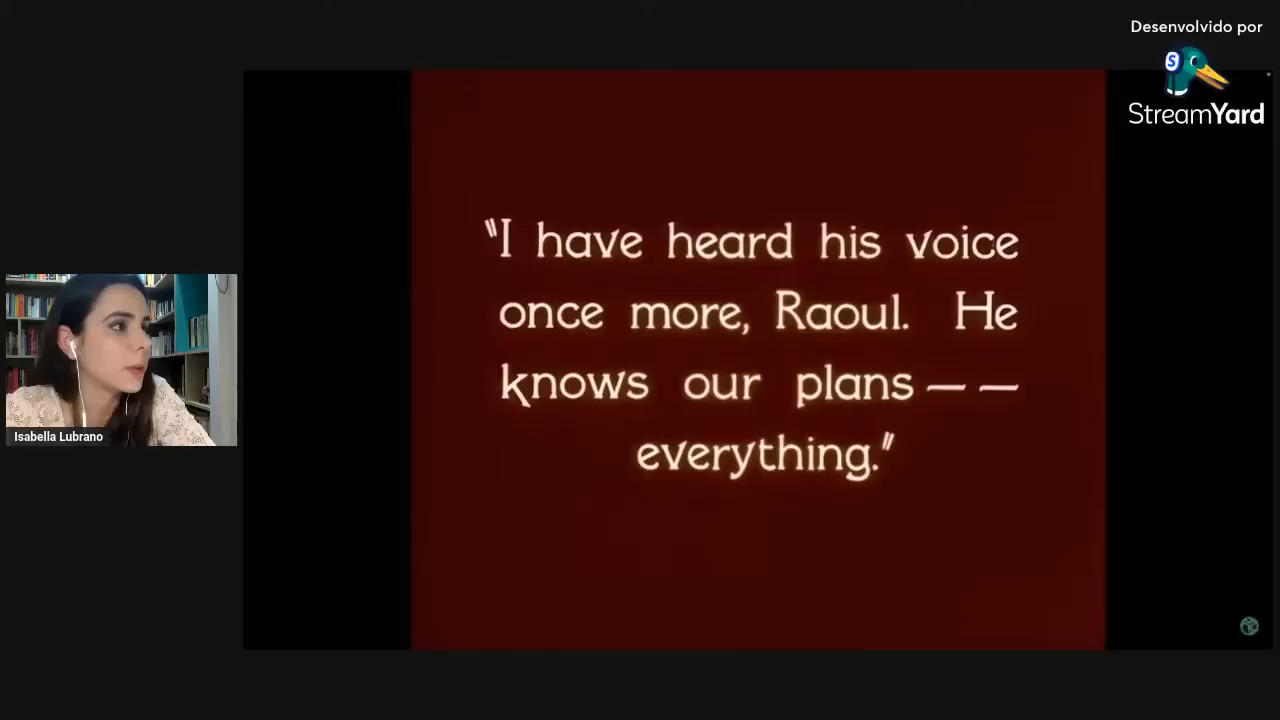 Desenvolvido por
S
StreamYard
"I have heard his voice
once more, Raoul. He
knows our plans — —
everything."
Isabella Lubrano